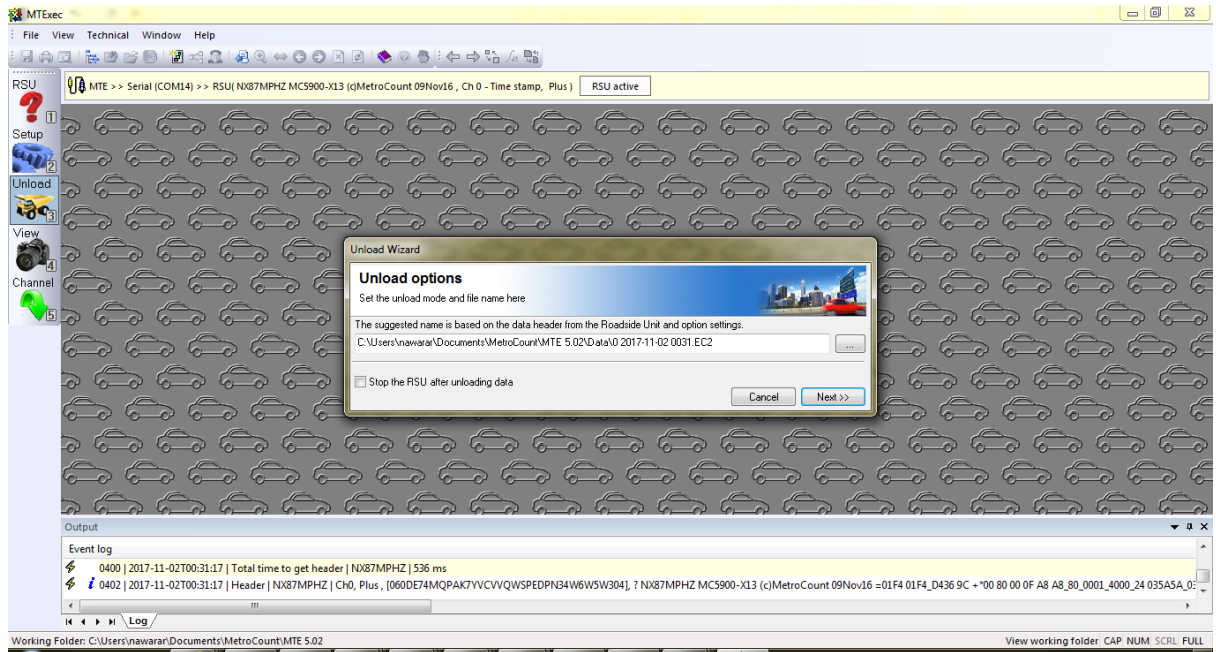 MTExec
File View Technical Window Help
RSU
MTE >> Serial (COM14) >> RSU( NX87MPHZ MC5900-X13 (c)MetroCount 09Nov16 , Ch 0 - Time stamp, Plus ) RSU active
1
Setup
2
Unload
3
View
4
Channel
5
Unload Wizard
Unload options
Set the unload mode and file name here
The suggested name is based on the data header from the Roadside Unit and option settings.
C:\Users\nawarar\Documents\MetroCount\MTE 5.02\Data\0 2017-11-02 0031.EC2
...
Stop the RSU after unloading data
Cancel Next >>
Output
Event log
0400 | 2017-11-02T00:31:17 | Total time to get header | NX87MPHZ | 536 ms
0402 | 2017-11-02T00:31:17 | Header | NX87MPHZ | Ch0, Plus , [060DE74MQPAK7YVCVVQWSPEDPN34W6W5W304], ? NX87MPHZ MC5900-X13 (c)MetroCount 09Nov16 =01F4 01F4_D436 9C + *00 80 00 0F A8 A8_80_0001_4000_24 035A5A_03
Log
Working Folder: C:\Users\nawarar\Documents\MetroCount\MTE 5.02 View working folder CAP NUM SCRL FULL